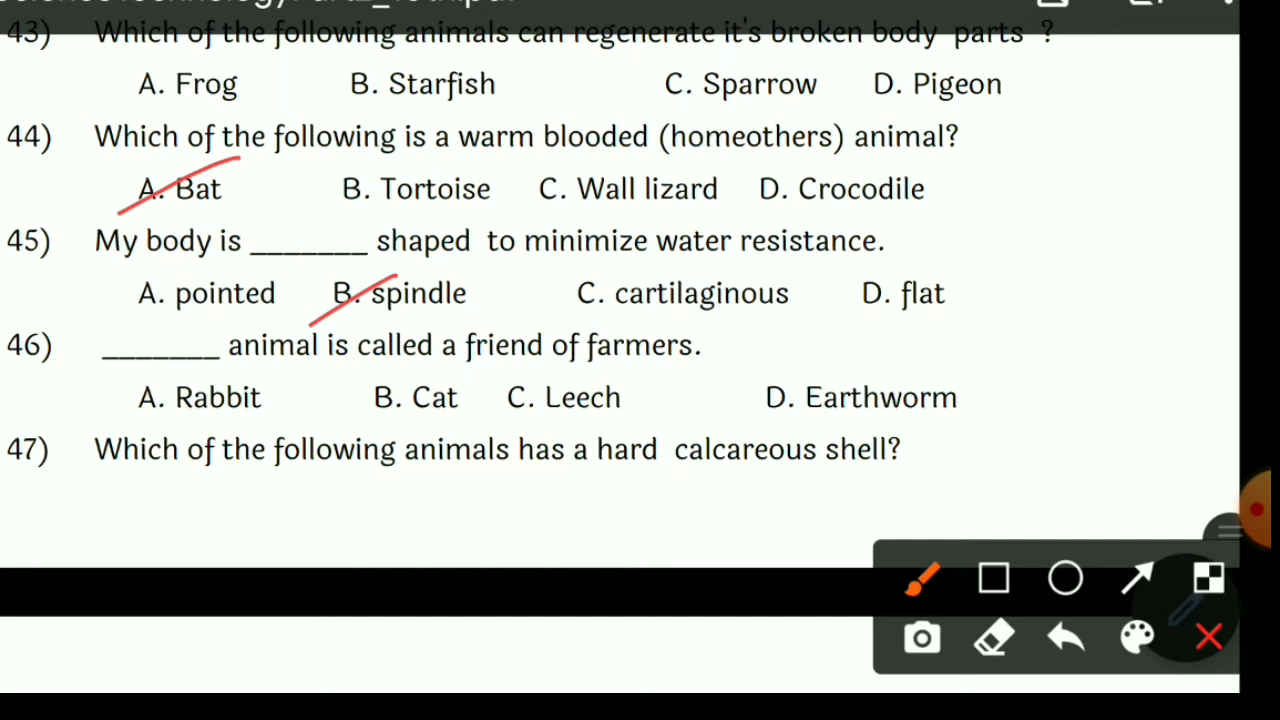 43) Which of the following animals can regenerate it's broken body parts ?
A. Frog B. Starfish C. Sparrow D. Pigeon
44) Which of the following is a warm blooded (homeothers) animal?
A. Bat B. Tortoise C. Wall lizard D. Crocodile
45) My body is _______ shaped to minimize water resistance.
A. pointed B. spindle C. cartilaginous D. flat
46) _______ animal is called a friend of farmers.
A. Rabbit B. Cat C. Leech D. Earthworm
47) Which of the following animals has a hard calcareous shell?